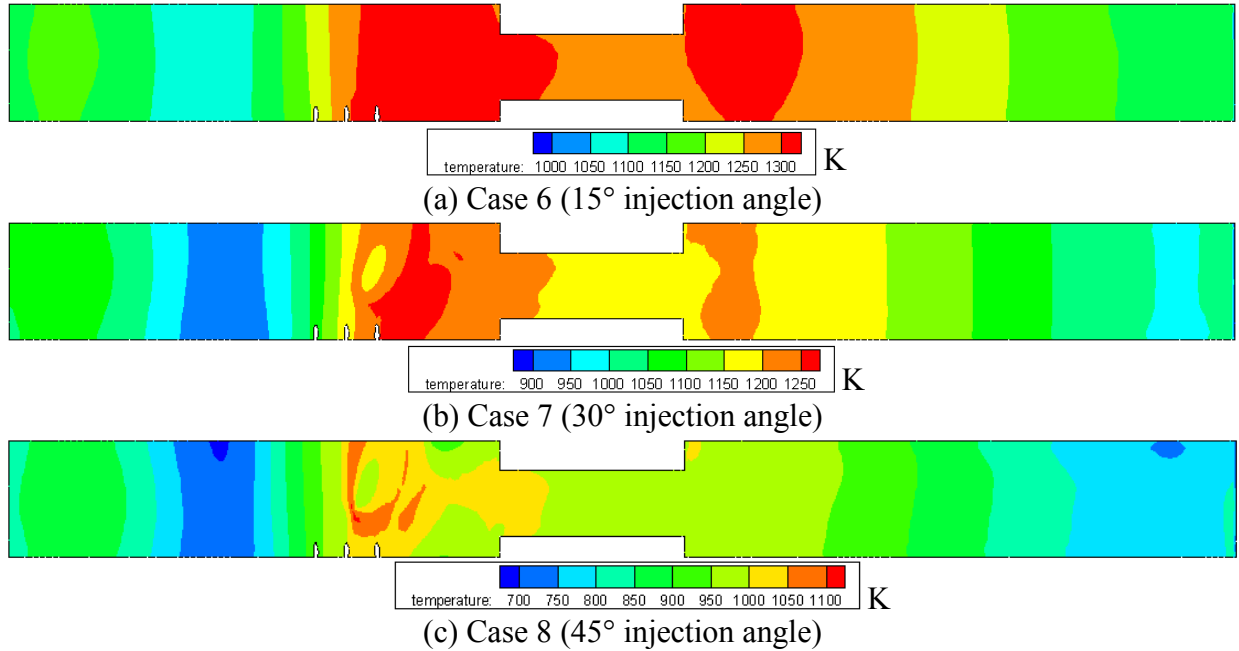 temperature: 1000 1050 1100 1150 1200 1250 1300 K
(a) Case 6 (15° injection angle)
temperature: 900 950 1000 1050 1100 1150 1200 1250 K
(b) Case 7 (30° injection angle)
temperature: 700 750 800 850 900 950 1000 1050 1100 K
(c) Case 8 (45° injection angle)